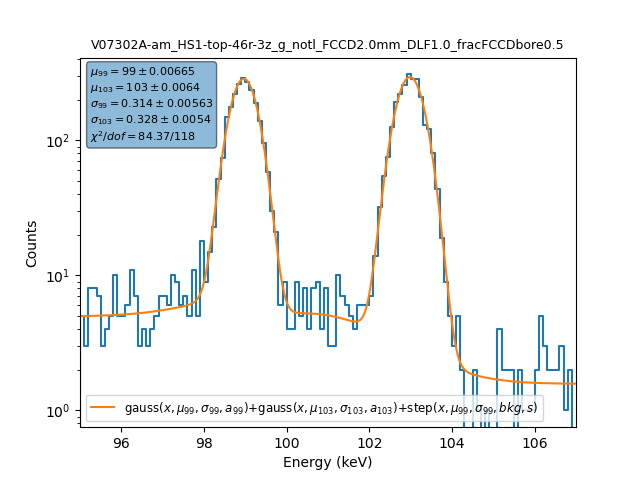 V07302A-am_HS1-top-46r-3z_g_notl_FCCD2.0mm_DLF1.0_fracFCCDbore0.5
μ₉₉ = 99 ± 0.00665
μ₁₀₃ = 103 ± 0.0064
σ₉₉ = 0.314 ± 0.00563
σ₁₀₃ = 0.328 ± 0.0054
χ²/dof = 84.37/118
Counts
10²
10¹
10⁰
gauss(x, μ₉₉, σ₉₉, a₉₉)+gauss(x, μ₁₀₃, σ₁₀₃, a₁₀₃)+step(x, μ₉₉, σ₉₉, bkg, s)
96 98 100 102 104 106
Energy (keV)